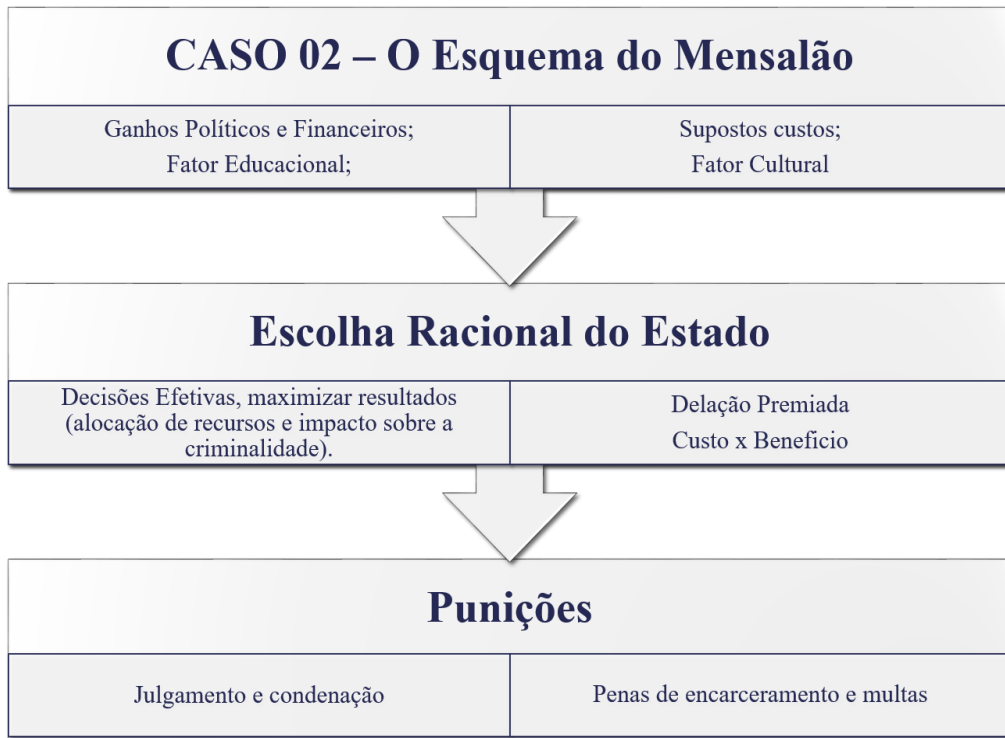 CASO 02 – O Esquema do Mensalão
Ganhos Políticos e Financeiros;
Fator Educacional;
Supostos custos;
Fator Cultural
Escolha Racional do Estado
Decisões Efetivas, maximizar resultados
(alocação de recursos e impacto sobre a
criminalidade).
Delação Premiada
Custo x Beneficio
Punições
Julgamento e condenação
Penas de encarceramento e multas